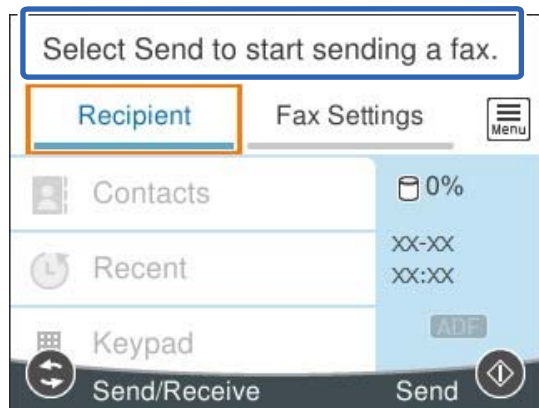 Select Send to start sending a fax.
Recipient
Fax Settings
Menu
Contacts
0%
Recent
XX-XX
XX:XX
Keypad
ADF
Send/Receive
Send